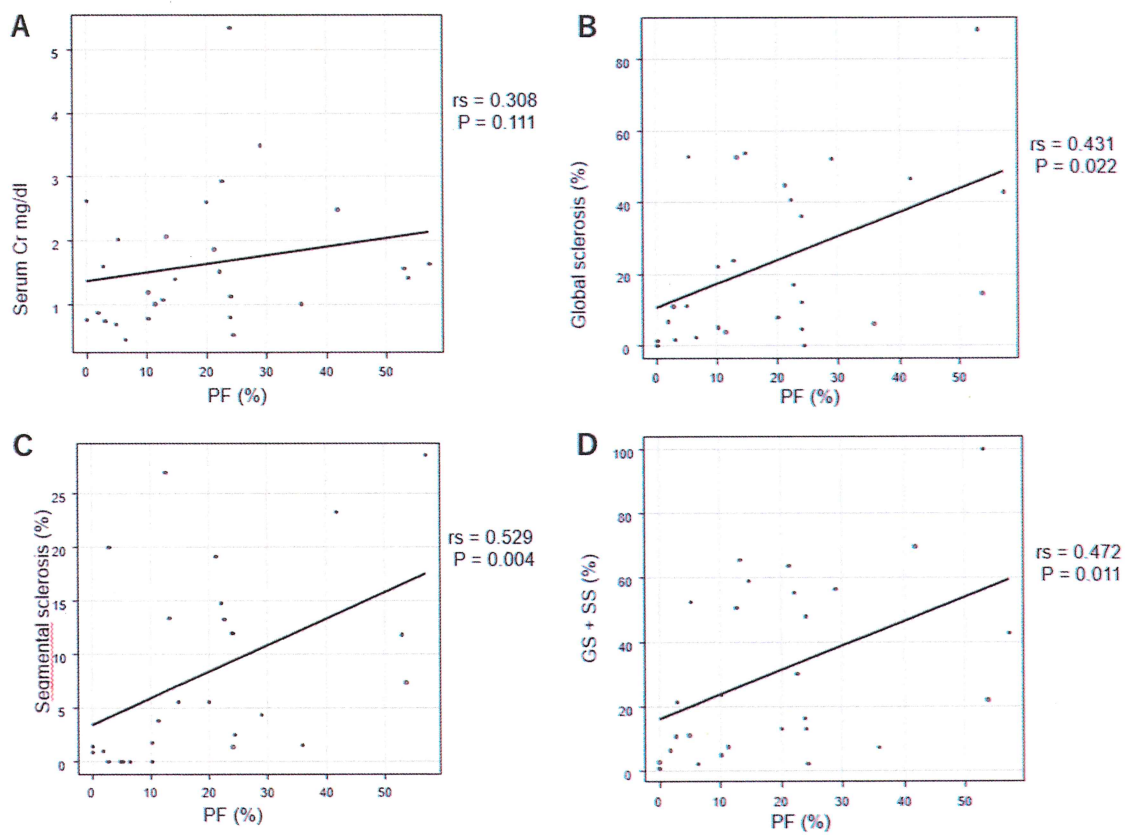 A
5
4
3
2
1
Serum Cr mg/dl
0 10 20 30 40 50
PF (%)
rs = 0.308
P = 0.111
B
80
60
40
20
0
Global sclerosis (%)
0 10 20 30 40 50
PF (%)
rs = 0.431
P = 0.022
C
25
20
15
10
5
0
Segmental sclerosis (%)
0 10 20 30 40 50
PF (%)
rs = 0.529
P = 0.004
D
100
80
60
40
20
0
GS + SS (%)
0 10 20 30 40 50
PF (%)
rs = 0.472
P = 0.011